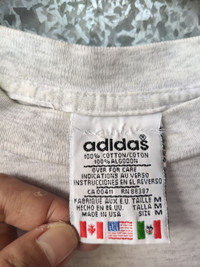 adidas®
100% COTTON/COTON
100% ALGODON
OVER FOR CARE
INDICATIONS AU VERSO
INSTRUCCIONES EN EL REVERSO
CA 00411 RN 88387
FABRIQUÉ AUX E.U. TAILLE M
HECHO EN EE.UU. TALLA M
MADE IN USA SIZE M